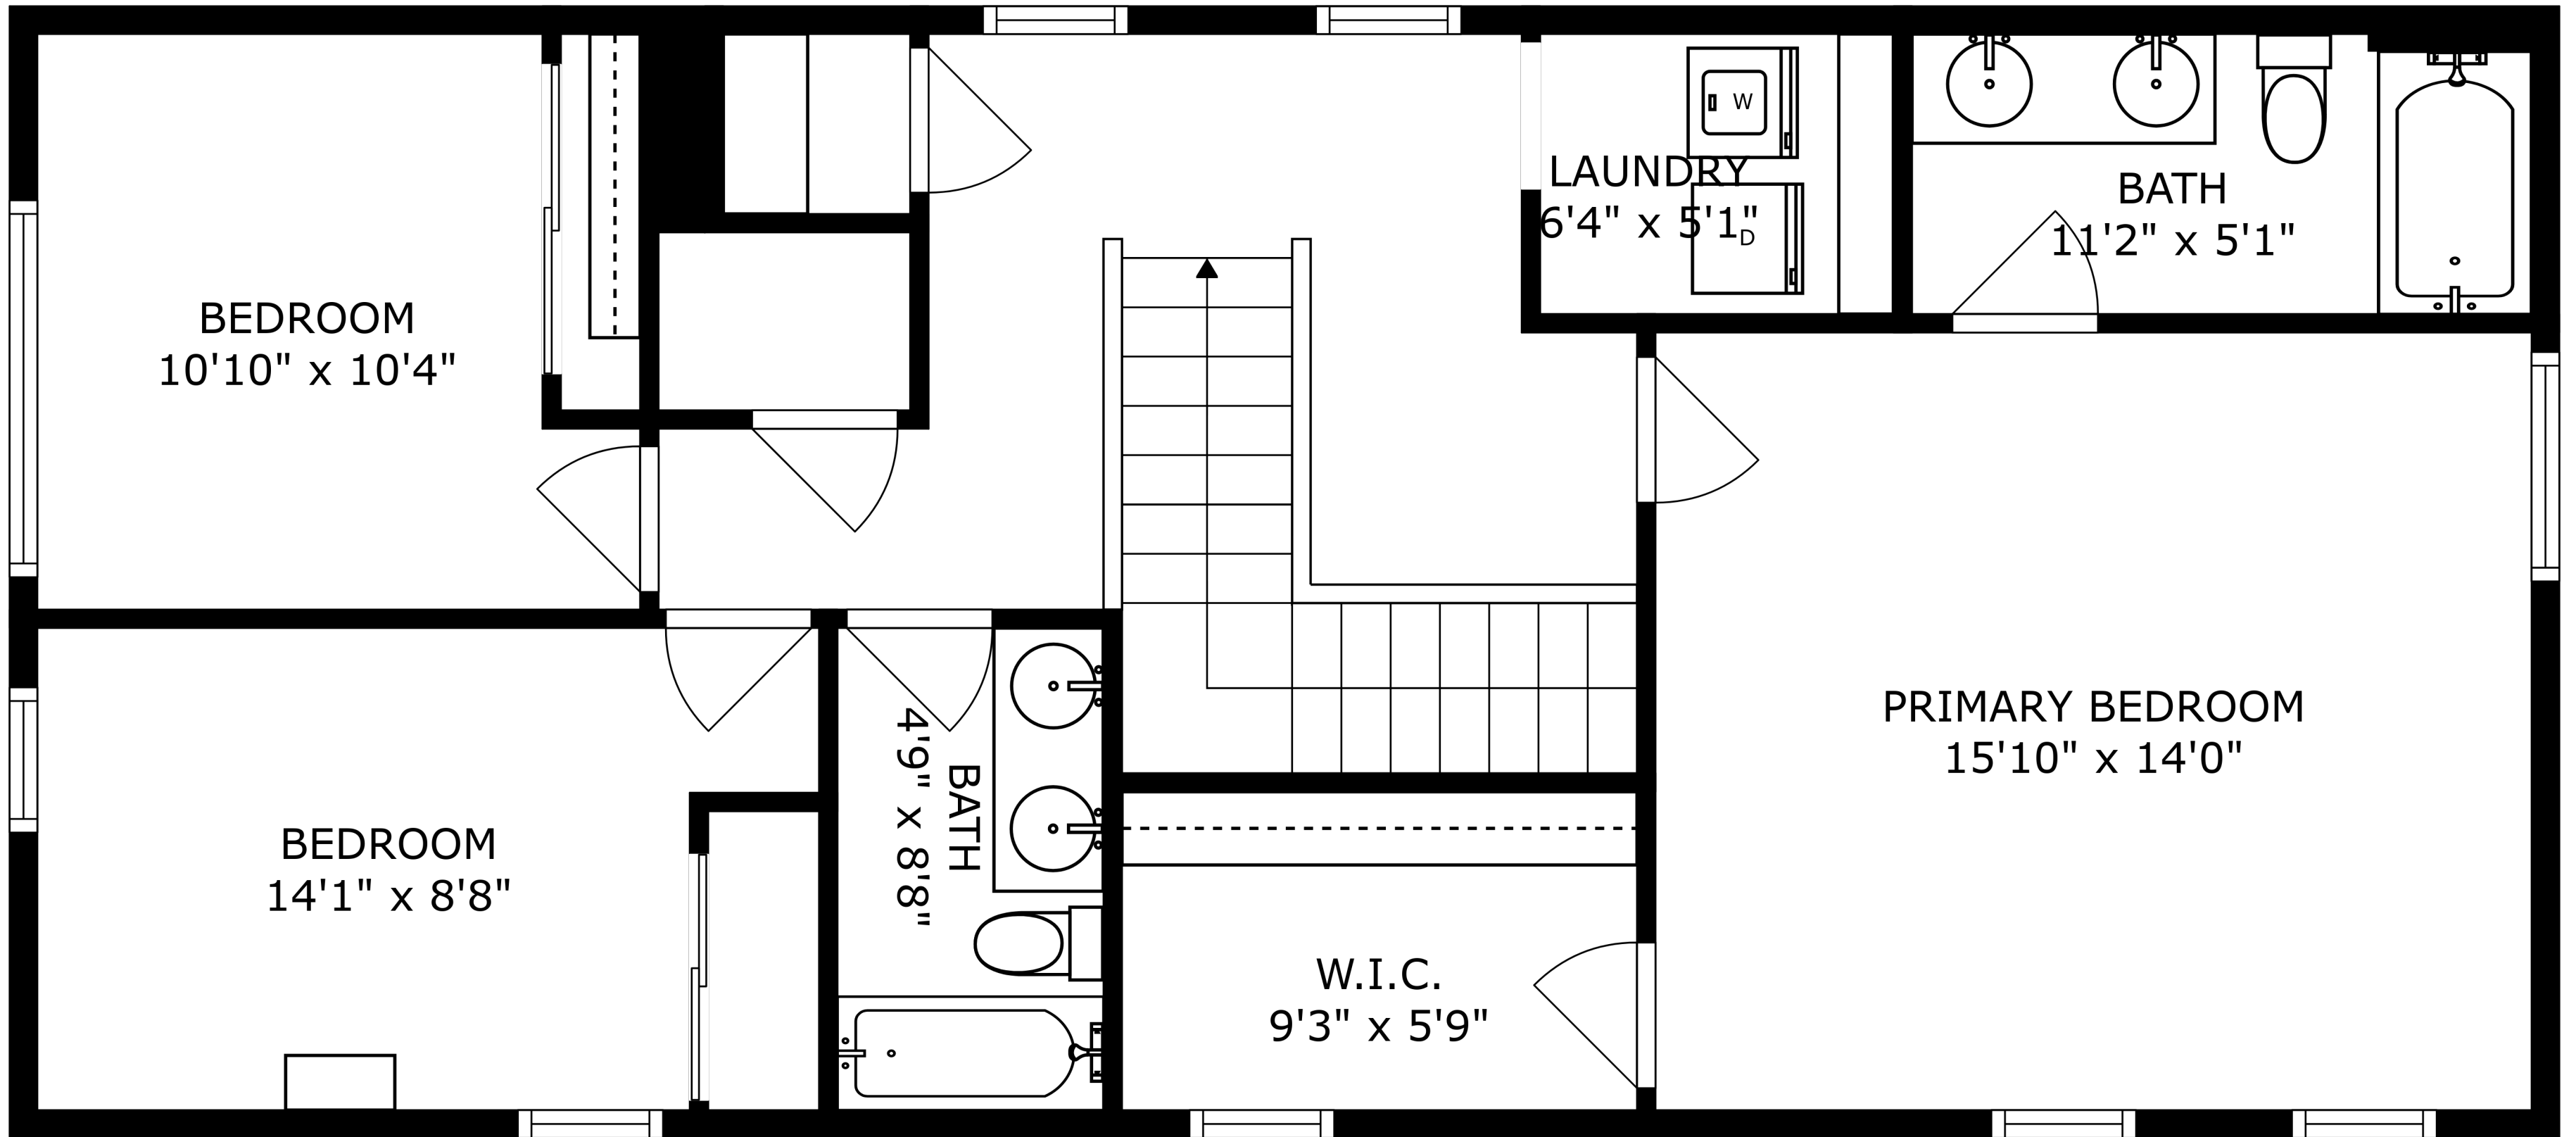 BEDROOM
10'10" x 10'4"
W
LAUNDRY
6'4" x 5'1"
D
BATH
11'2" x 5'1"
PRIMARY BEDROOM
15'10" x 14'0"
BEDROOM
14'1" x 8'8"
BATH
4'9" x 8'8"
W.I.C.
9'3" x 5'9"